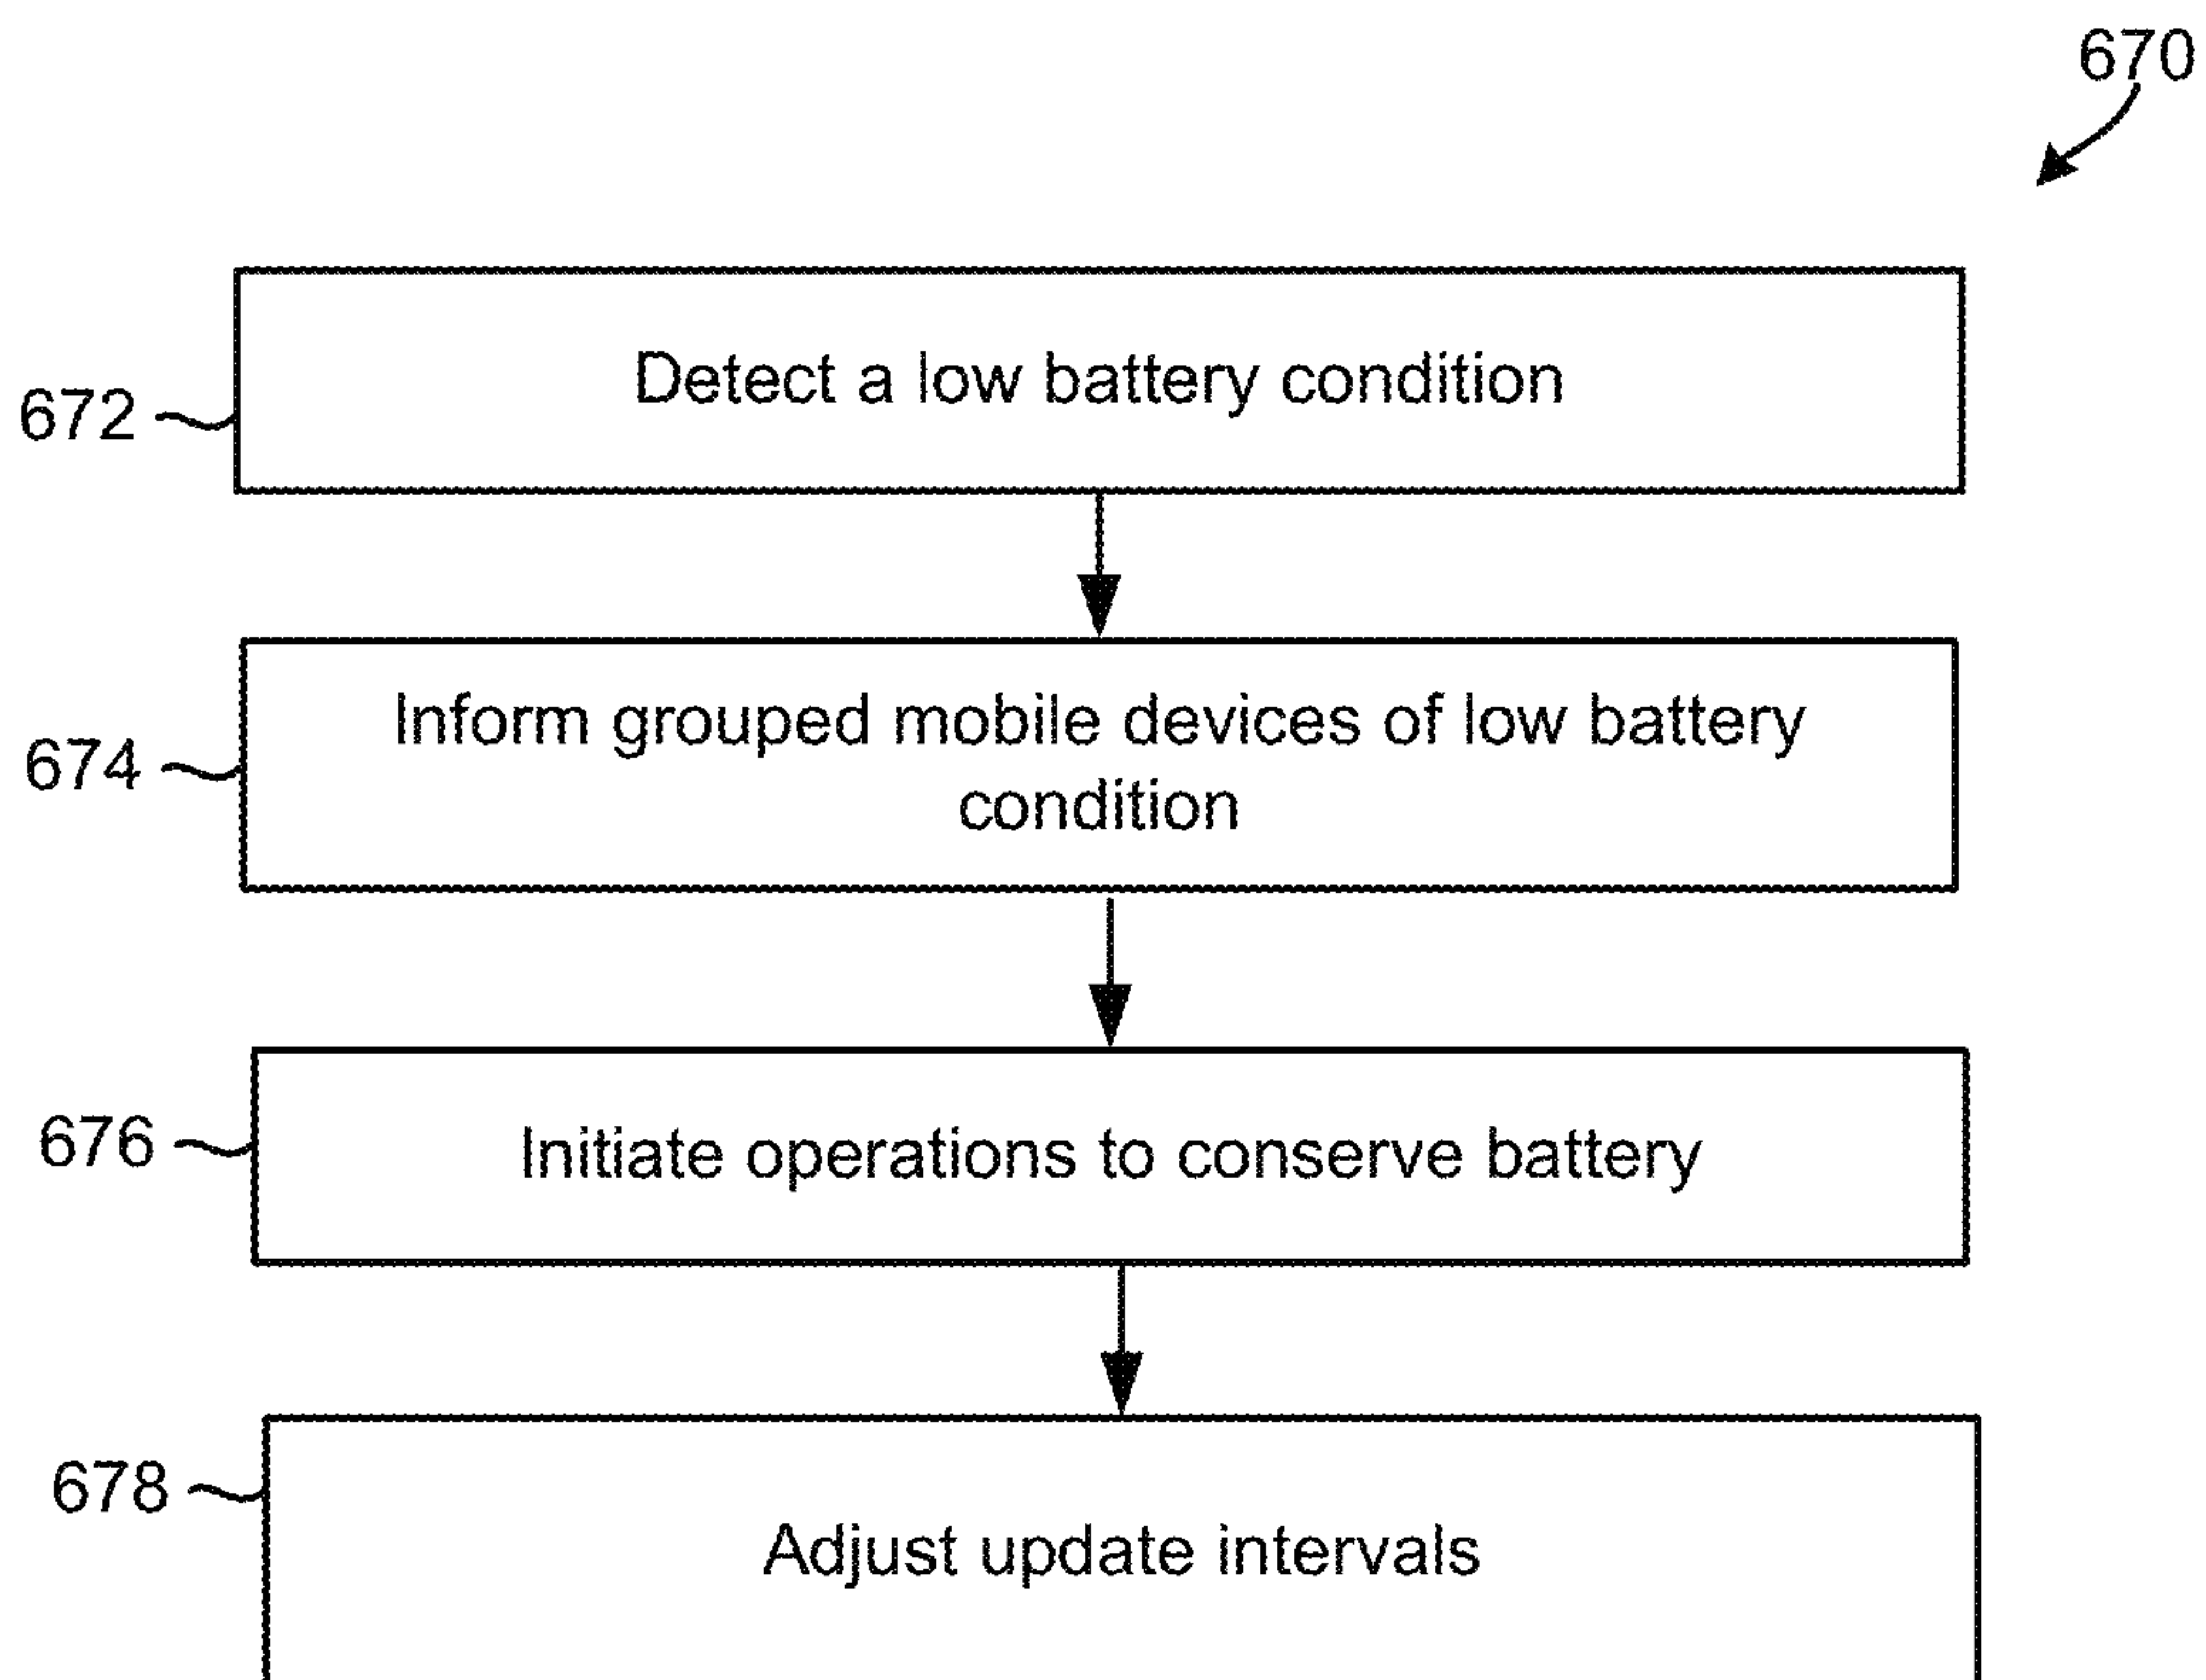 670
Detect a low battery condition
672
Inform grouped mobile devices of low battery
condition
674
Initiate operations to conserve battery
676
678
Adjust update intervals